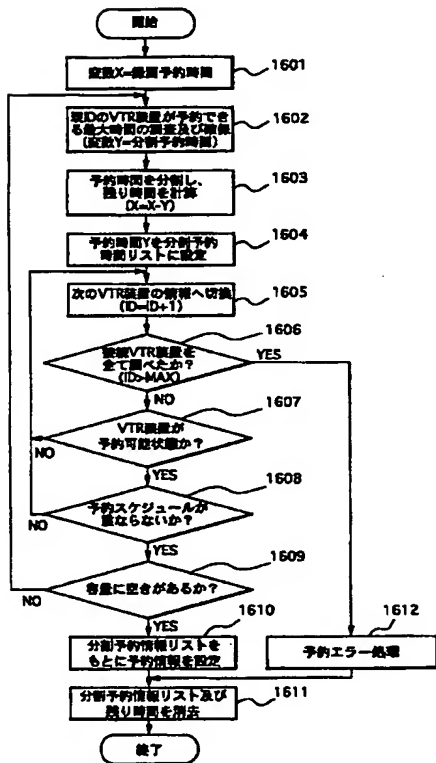 開始
変数X=録画予約時間
1601
現IDのVTR装置が予約でき
る最大時間の調査及び確保
(変数Y=分割予約時間)
1602
予約時間を分割し、
残り時間を計算
(X=X-Y)
1603
予約時間Yを分割予約
時間リストに設定
1604
次のVTR装置の情報へ切換
(ID=ID+1)
1605
1606
接続VTR装置を
全て調べたか?
(ID>MAX)
YES
NO
1607
VTR装置が
予約可能状態か?
NO
YES
1608
予約スケジュールが
重ならないか?
NO
YES
1609
容量に空きがあるか?
NO
YES
1610
分割予約情報リストを
もとに予約情報を設定
1612
予約エラー処理
分割予約情報リスト及び
残り時間を消去
1611
終了